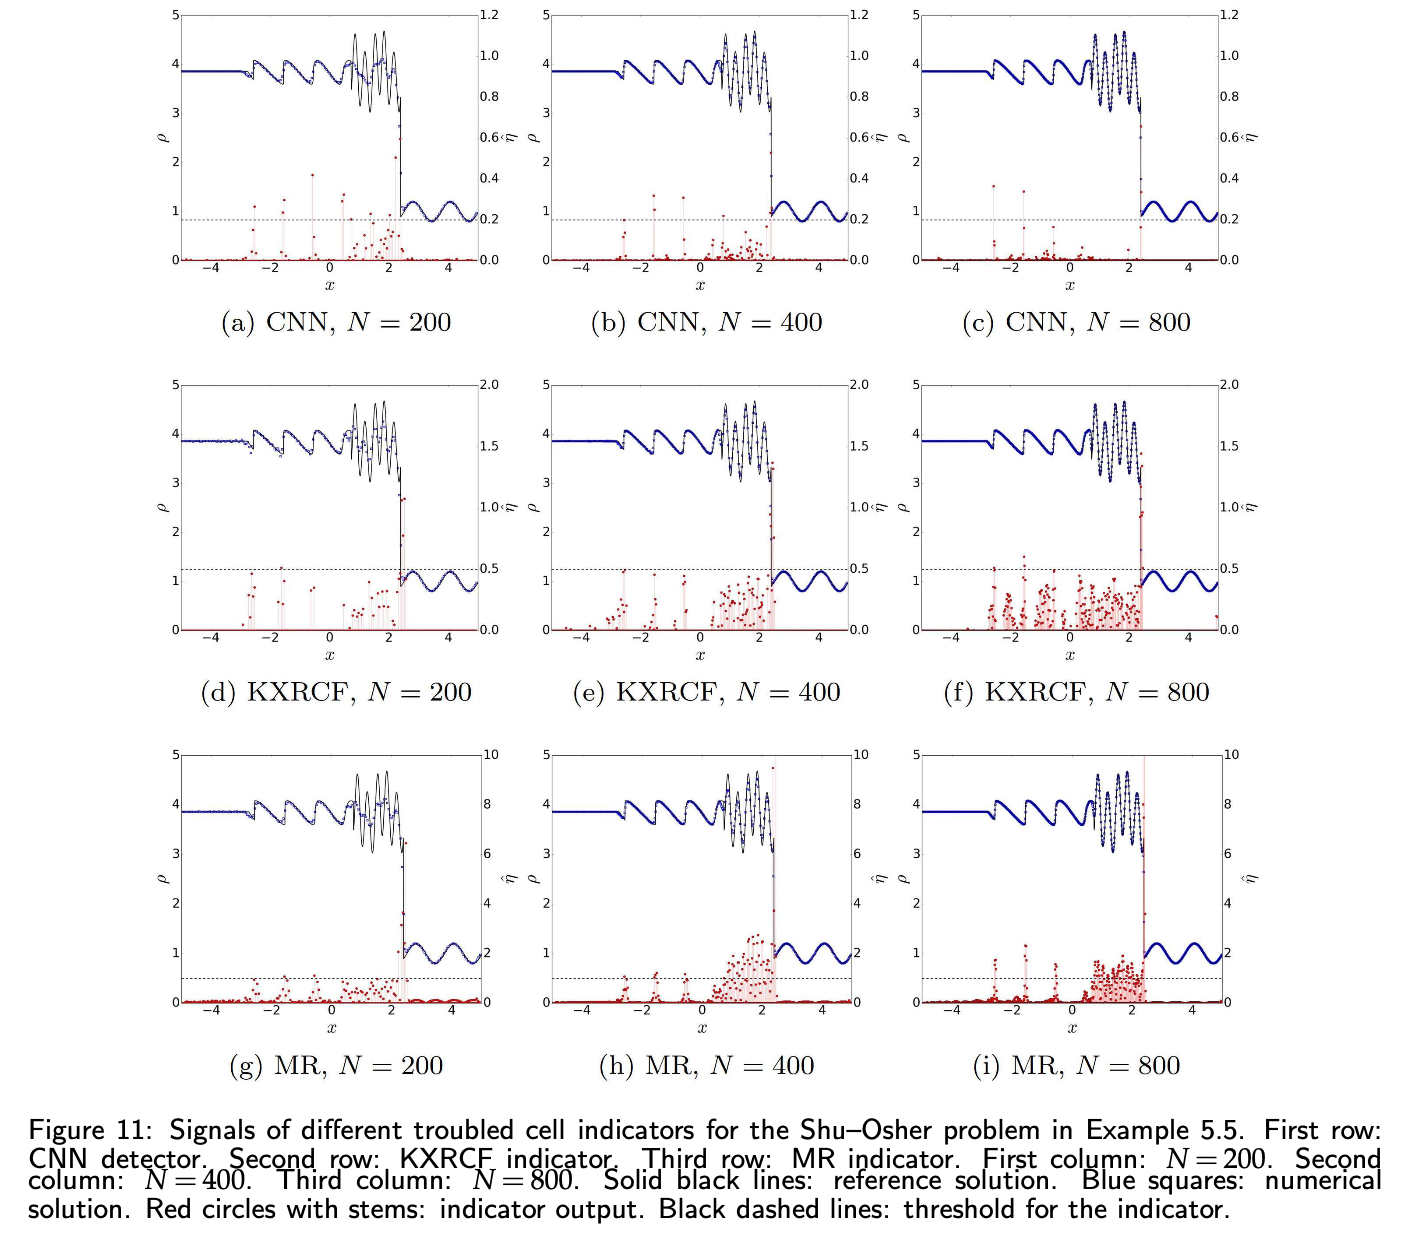 5 4 3 2 1 0 ρ 1.2 1.0 0.8 0.6 0.4 0.2 0.0 η̂ −4 −2 0 2 4 x
5 4 3 2 1 0 ρ 1.2 1.0 0.8 0.6 0.4 0.2 0.0 η̂ −4 −2 0 2 4 x
5 4 3 2 1 0 ρ 1.2 1.0 0.8 0.6 0.4 0.2 0.0 η̂ −4 −2 0 2 4 x
(a) CNN, N = 200
(b) CNN, N = 400
(c) CNN, N = 800
5 4 3 2 1 0 ρ 2.0 1.5 1.0 0.5 0.0 η̂ −4 −2 0 2 4 x
5 4 3 2 1 0 ρ 2.0 1.5 1.0 0.5 0.0 η̂ −4 −2 0 2 4 x
5 4 3 2 1 0 ρ 2.0 1.5 1.0 0.5 0.0 η̂ −4 −2 0 2 4 x
(d) KXRCF, N = 200
(e) KXRCF, N = 400
(f) KXRCF, N = 800
5 4 3 2 1 0 ρ 10 8 6 4 2 0 η̂ −4 −2 0 2 4 x
5 4 3 2 1 0 ρ 10 8 6 4 2 0 η̂ −4 −2 0 2 4 x
5 4 3 2 1 0 ρ 10 8 6 4 2 0 η̂ −4 −2 0 2 4 x
(g) MR, N = 200
(h) MR, N = 400
(i) MR, N = 800
Figure 11: Signals of different troubled cell indicators for the Shu–Osher problem in Example 5.5. First row:
CNN detector. Second row: KXRCF indicator. Third row: MR indicator. First column: N = 200. Second
column: N = 400. Third column: N = 800. Solid black lines: reference solution. Blue squares: numerical
solution. Red circles with stems: indicator output. Black dashed lines: threshold for the indicator.